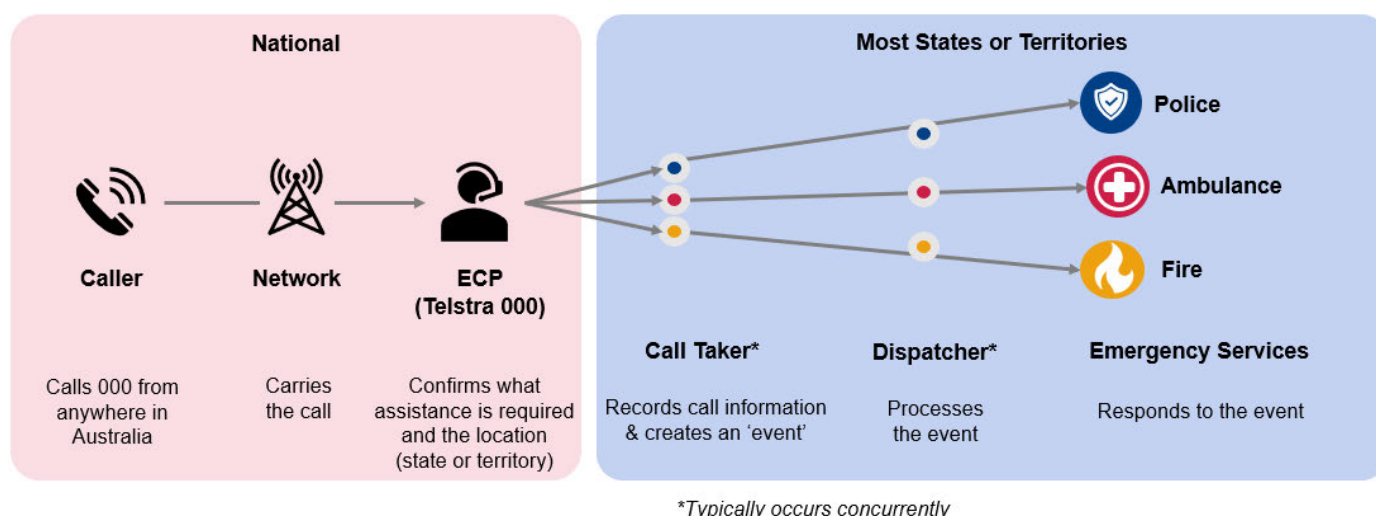 National
Most States or Territories
Police
Ambulance
Fire
Caller
Network
ECP
(Telstra 000)
Call Taker*
Dispatcher*
Emergency Services
Calls 000 from
anywhere in
Australia
Carries
the call
Confirms what
assistance is required
and the location
(state or territory)
Records call information
& creates an ‘event’
Processes
the event
Responds to the event
*Typically occurs concurrently